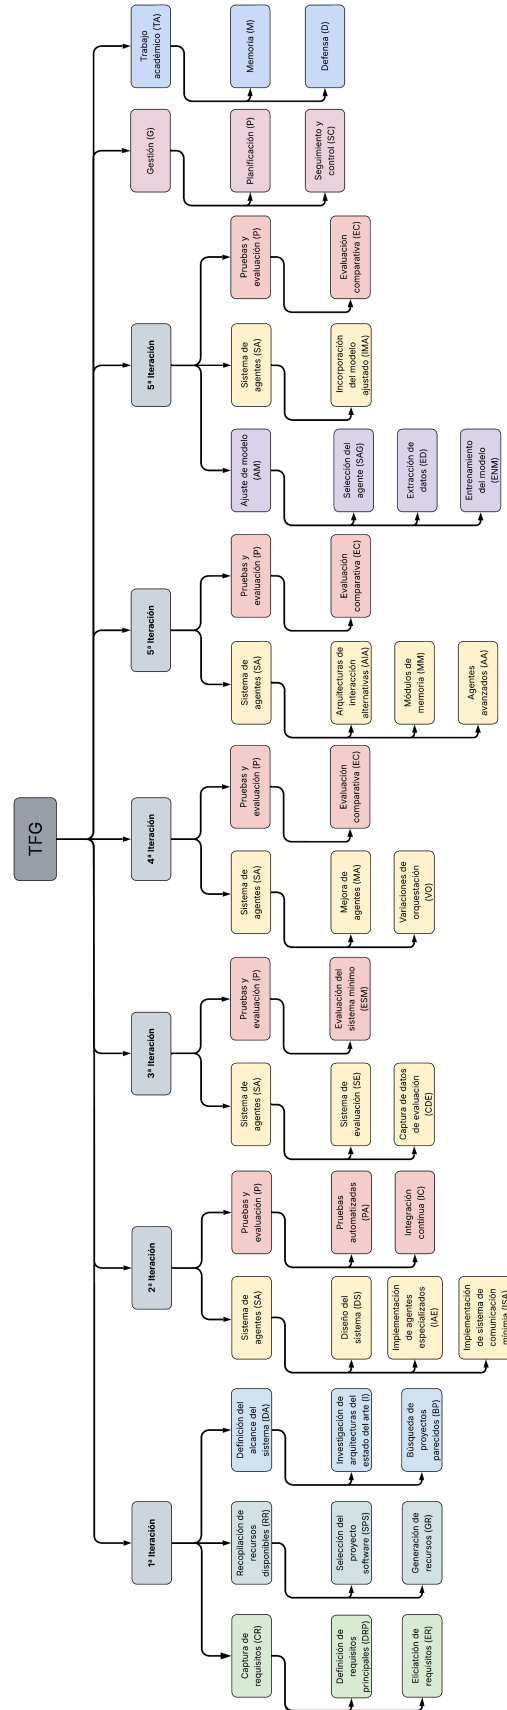 TFG
1ª Iteración
Captura de
requisitos (CR)
Definición de
requisitos
principales (DRP)
Eliciatción de
requisitos (ER)
Recopilación de
recursos
disponibles (RR)
Selección del
proyecto
software (SPS)
Generación de
recursos (GR)
Definición del
alcance del
sistema (DA)
Investigación de
arquitecturas del
estado del arte (I)
Búsqueda de
proyectos
parecidos (BP)
2ª Iteración
Sistema de
agentes (SA)
Diseño del
sistema (DS)
Implementación
de agentes
especializados
(IAE)
Implementación
de sistema de
comunicación
Pruebas y
evaluación (P)
Pruebas
automatizadas
(PA)
Integración
continua (IC)
3ª Iteración
Sistema de
agentes (SA)
Sistema de
evaluación (SE)
Captura de datos
de evaluación
(CDE)
Pruebas y
evaluación (P)
Evaluación del
sistema mínimo
(ESM)
4ª Iteración
Sistema de
agentes (SA)
Mejora de
agentes (MA)
Variaciones de
orquestación
(VO)
Pruebas y
evaluación (P)
Evaluación
comparativa (EC)
5ª Iteración
Sistema de
agentes (SA)
Arquitecturas de
interacción
alternativas (AIA)
Módulos de
memoria (MM)
Agentes
avanzados (AA)
Pruebas y
evaluación (P)
Evaluación
comparativa (EC)
5ª Iteración
Ajuste de modelo
(AM)
Selección del
agente (SAG)
Extracción de
datos (ED)
Entrenamiento
del modelo
(ENM)
Sistema de
agentes (SA)
Incorporación
del modelo
ajustado (IMA)
Pruebas y
evaluación (P)
Evaluación
comparativa (EC)
Gestión (G)
Planificación (P)
Seguimiento y
control (SC)
Trabajo
académico (TA)
Memoria (M)
Defensa (D)